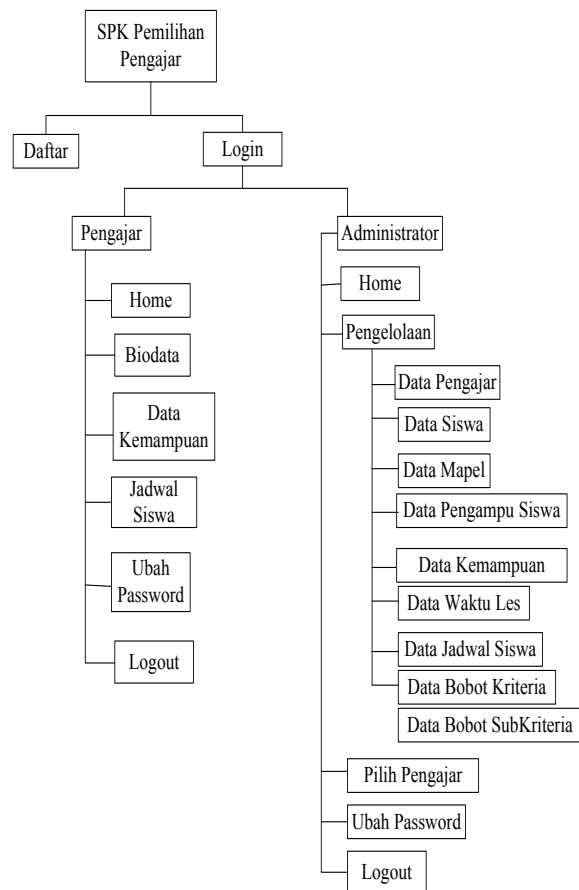 SPK Pemilihan
Pengajar
Daftar
Login
Pengajar
Home
Biodata
Data
Kemampuan
Jadwal
Siswa
Ubah
Password
Logout
Administrator
Home
Pengelolaan
Data Pengajar
Data Siswa
Data Mapel
Data Pengampu Siswa
Data Kemampuan
Data Waktu Les
Data Jadwal Siswa
Data Bobot Kriteria
Data Bobot SubKriteria
Pilih Pengajar
Ubah Password
Logout